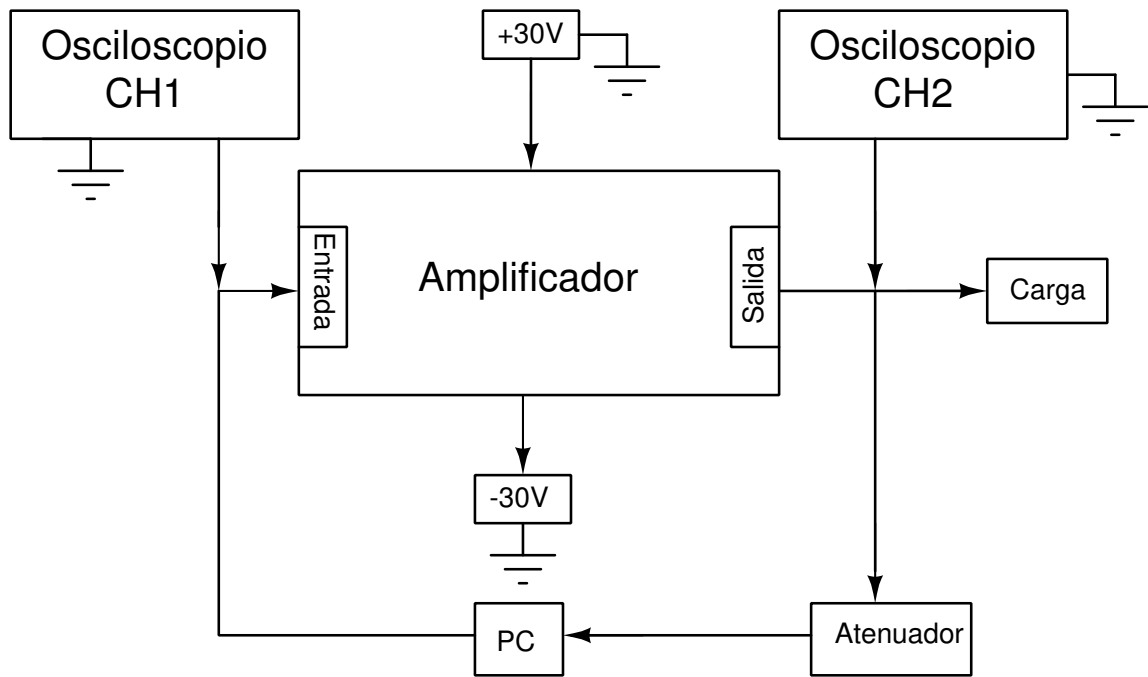 Osciloscopio
CH1
+30V
Osciloscopio
CH2
Entrada
Amplificador
Salida
Carga
-30V
PC
Atenuador